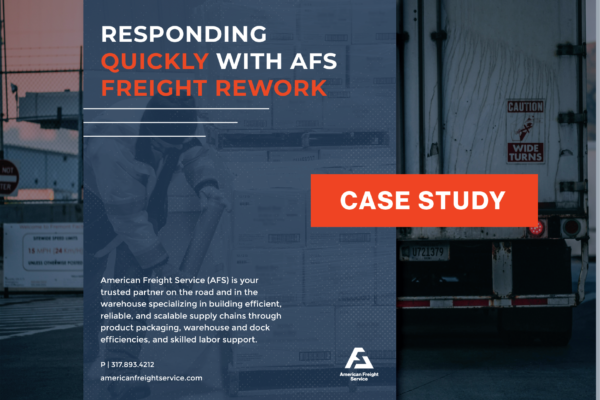 RESPONDING
QUICKLY WITH AFS
FREIGHT REWORK
CAUTION
WIDE
TURNS
CASE STUDY
American Freight Service (AFS) is your
trusted partner on the road and in the
warehouse specializing in building efficient,
reliable, and scalable supply chains through
product packaging, warehouse and dock
efficiencies, and skilled labor support.
P | 317.893.4212
americanfreightservice.com
American Freight
Service